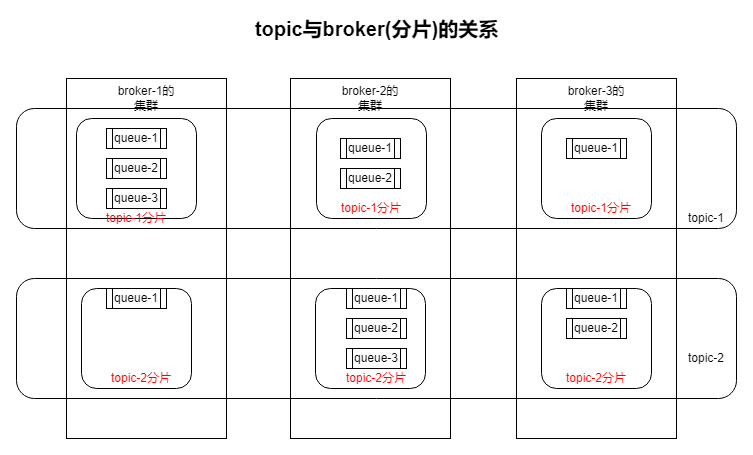 topic与broker(分片)的关系
broker-1的
集群
broker-2的
集群
broker-3的
集群
queue-1
queue-2
queue-3
topic-1分片
queue-1
queue-2
topic-1分片
queue-1
topic-1分片
topic-1
queue-1
topic-2分片
queue-1
queue-2
queue-3
topic-2分片
queue-1
queue-2
topic-2分片
topic-2